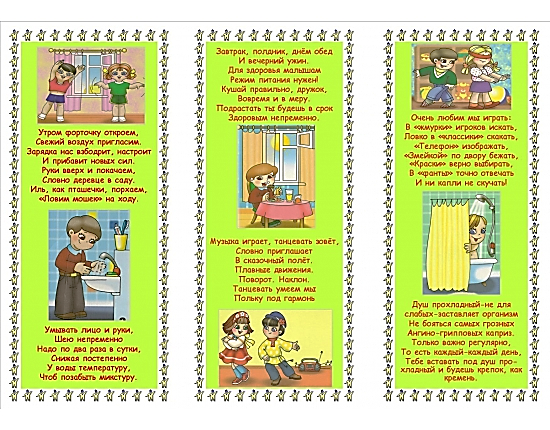 Утром форточку откроем,
Свежий воздух пригласим.
Зарядка нас взбодрит, настроит
И прибавит новых сил.
Руки вверх и покачаем,
Словно деревце в саду.
Иль, как пташечки, порхаем,
«Ловим мошек» на ходу.
Умывать лицо и руки,
Шею непременно
Надо по два раза в сутки,
Снижая постепенно
У воды температуру,
Чтоб позабыть микстуру.
Завтрак, полдник, днём обед
И вечерний ужин.
Для здоровья малышам
Режим питания нужен!
Кушай правильно, дружок,
Вовремя и в меру.
Подрастать ты будешь в срок
Здоровым непременно.
Музыка играет, танцевать зовёт,
Словно приглашает
В сказочный полёт.
Плавные движения.
Поворот. Наклон.
Танцевать умеем мы
Польку под гармонь
Очень любим мы играть:
В «жмурки» игроков искать,
Ловко в «классики» скакать,
«Телефон» изображать,
«Змейкой» по двору бежать,
«Краски» верно выбирать,
В «фанты» точно отвечать
И ни капли не скучать!
Душ прохладный-не для
слабых-заставляет организм
Не бояться самых грозных
Ангино-гриппозных каприз.
Только важно регулярно,
То есть каждый-каждый день,
Тебе вставать под душ про-
хладный и будешь крепок, как
кремень.